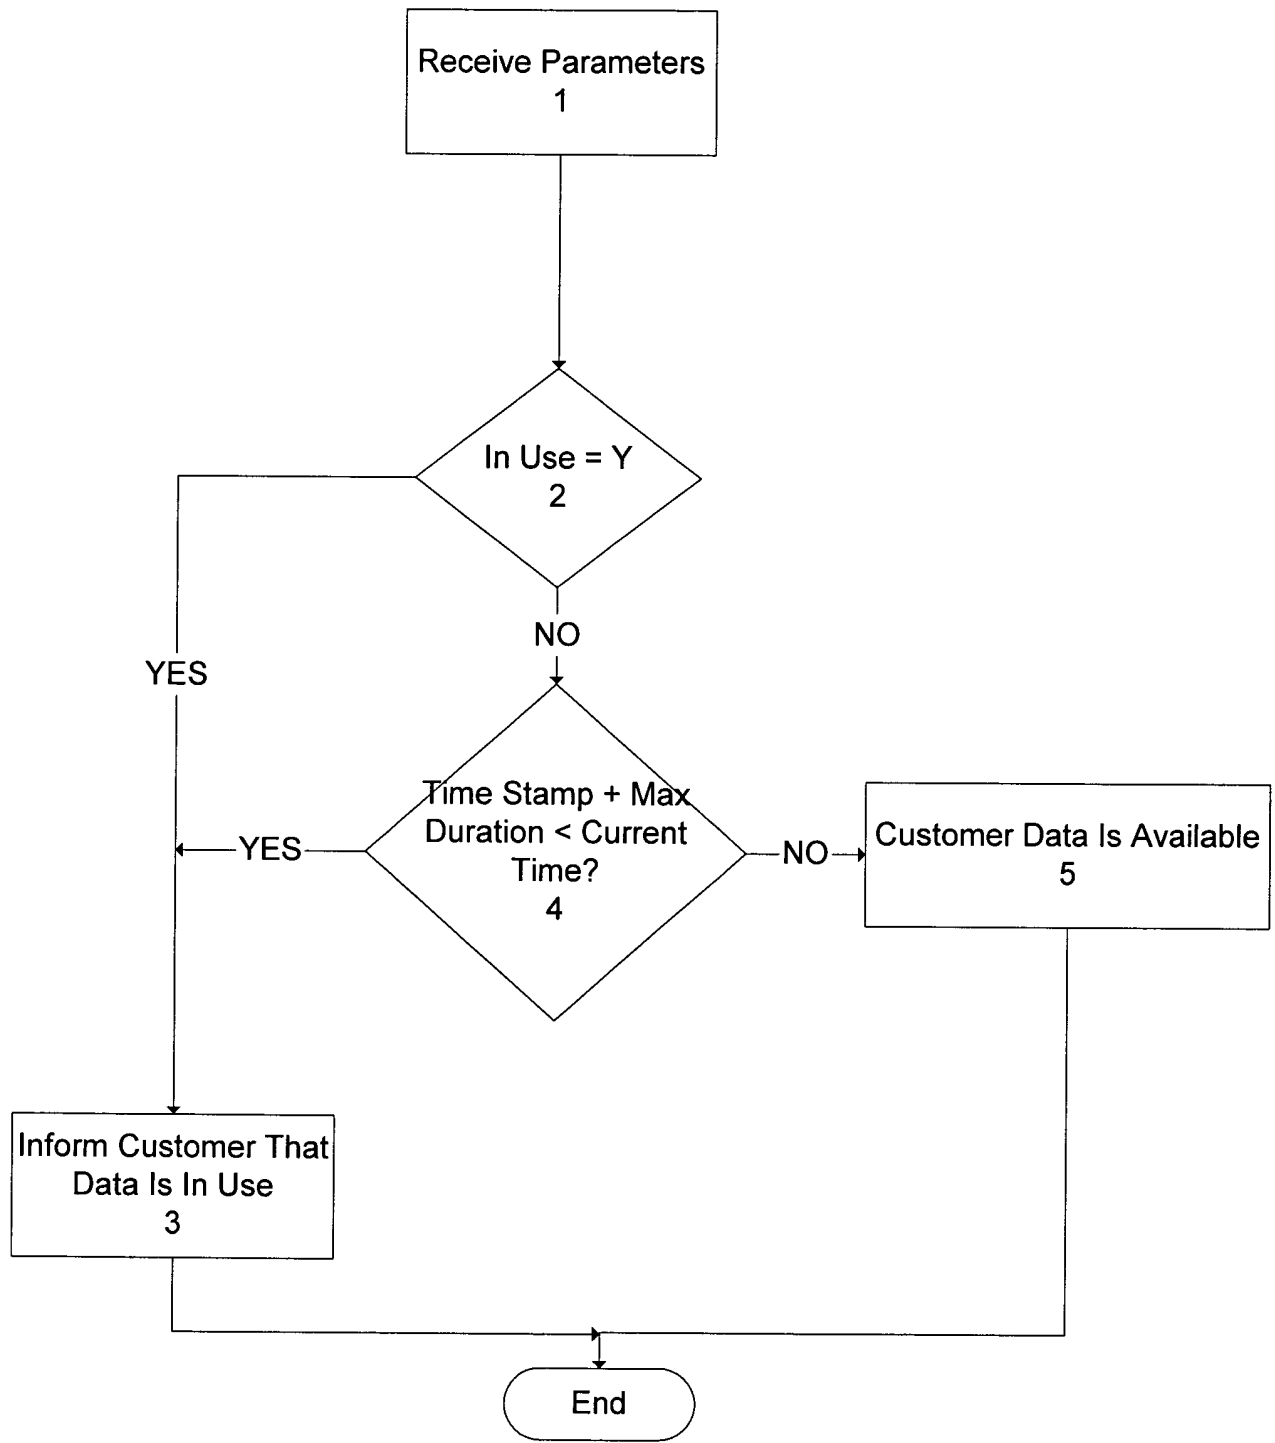 Receive Parameters
1
In Use = Y
2
NO
YES
Time Stamp + Max
Duration < Current
Time?
4
YES
NO
Customer Data Is Available
5
Inform Customer That
Data Is In Use
3
End